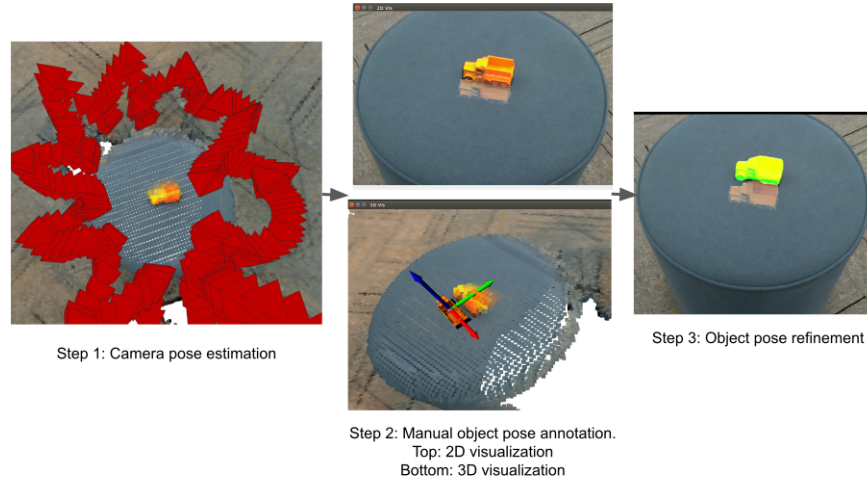 2D Vis
3D Vis
Step 1: Camera pose estimation
Step 3: Object pose refinement
Step 2: Manual object pose annotation.
Top: 2D visualization
Bottom: 3D visualization